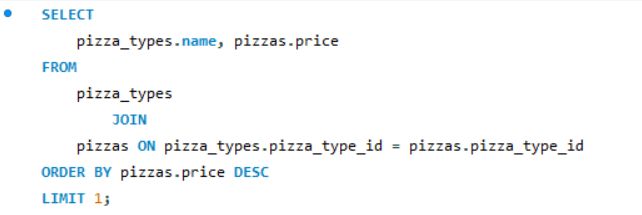 SELECT
pizza_types.name, pizzas.price
FROM
pizza_types
JOIN
pizzas ON pizza_types.pizza_type_id = pizzas.pizza_type_id
ORDER BY pizzas.price DESC
LIMIT 1;